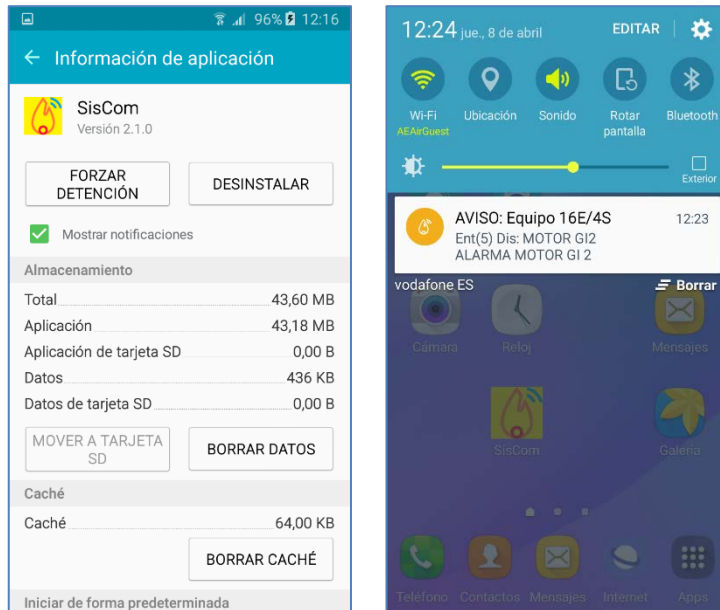 96% 12:16
Información de aplicación
SisCom
Versión 2.1.0
FORZAR
DETENCIÓN
DESINSTALAR
Mostrar notificaciones
Almacenamiento
Total 43,60 MB
Aplicación 43,18 MB
Aplicación de tarjeta SD 0,00 B
Datos 436 KB
Datos de tarjeta SD 0,00 B
MOVER A TARJETA
SD
BORRAR DATOS
Caché
Caché 64,00 KB
BORRAR CACHÉ
Iniciar de forma predeterminada
12:24 jue., 8 de abril EDITAR
Wi-Fi Ubicación Sonido Rotar Bluetooth
AEAirGuest pantalla
Exterior
AVISO: Equipo 16E/4S 12:23
Ent(5) Dis: MOTOR GI2
ALARMA MOTOR GI 2
vodafone ES Borrar
Cámara Reloj Mensajes
SisCom Galería
Teléfono Contactos Mensajes Internet Apps